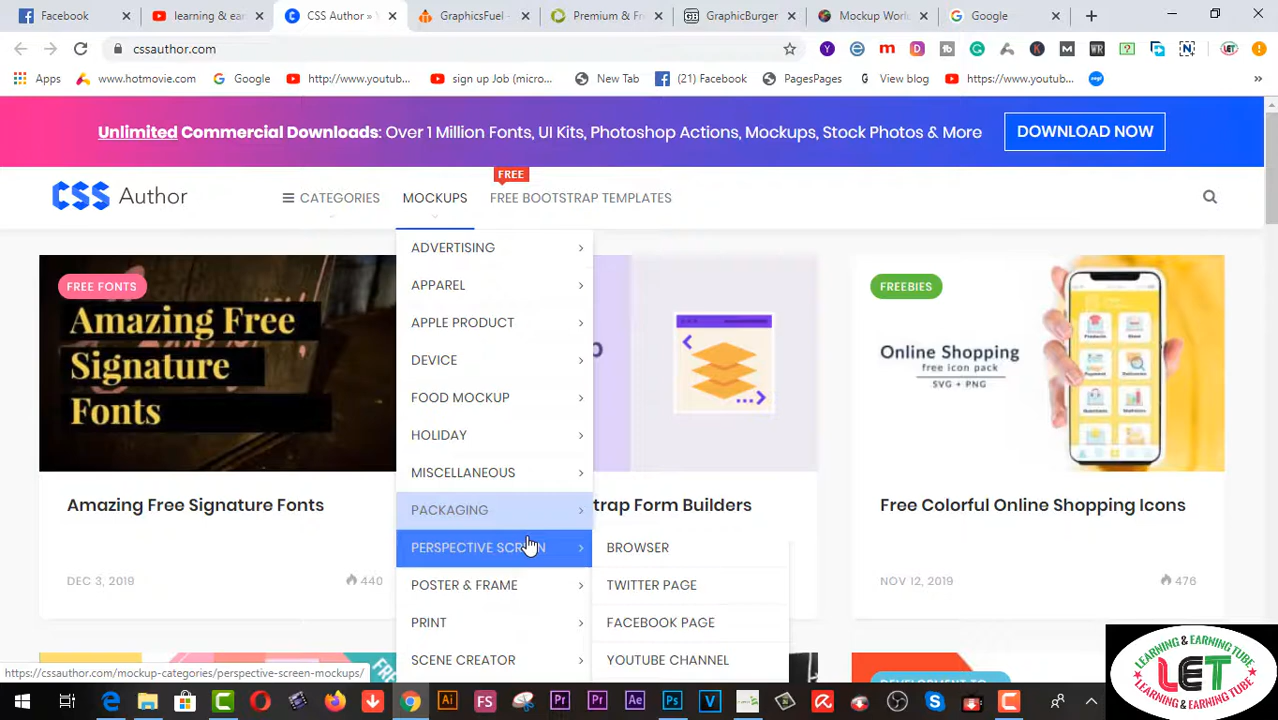 Facebook
learning & ear
CSS Author »
GraphicsFuel -
Premium & Fr
GraphicBurger
Mockup Worl
Google
cssauthor.com
Apps
www.hotmovie.com
Google
http://www.youtub...
sign up Job (micro...
New Tab
(21) Facebook
PagesPages
View blog
https://www.youtub...
Unlimited Commercial Downloads: Over 1 Million Fonts, UI Kits, Photoshop Actions, Mockups, Stock Photos & More
DOWNLOAD NOW
CSS Author
CATEGORIES
MOCKUPS
FREE
FREE BOOTSTRAP TEMPLATES
ADVERTISING
APPAREL
APPLE PRODUCT
DEVICE
FOOD MOCKUP
HOLIDAY
MISCELLANEOUS
PACKAGING
PERSPECTIVE SCREEN
POSTER & FRAME
PRINT
SCENE CREATOR
BROWSER
TWITTER PAGE
FACEBOOK PAGE
YOUTUBE CHANNEL
FREE FONTS
Amazing Free
Signature
Fonts
Amazing Free Signature Fonts
DEC 3, 2019
440
strap Form Builders
FREEBIES
Online Shopping
free icon pack
SVG + PNG
Free Colorful Online Shopping Icons
NOV 12, 2019
476
https://cssauthor.com/mockup-categories/perspective-screen-mockups/
LEARNING & EARNING TUBE
LET
LEARNING & EARNING TUBE